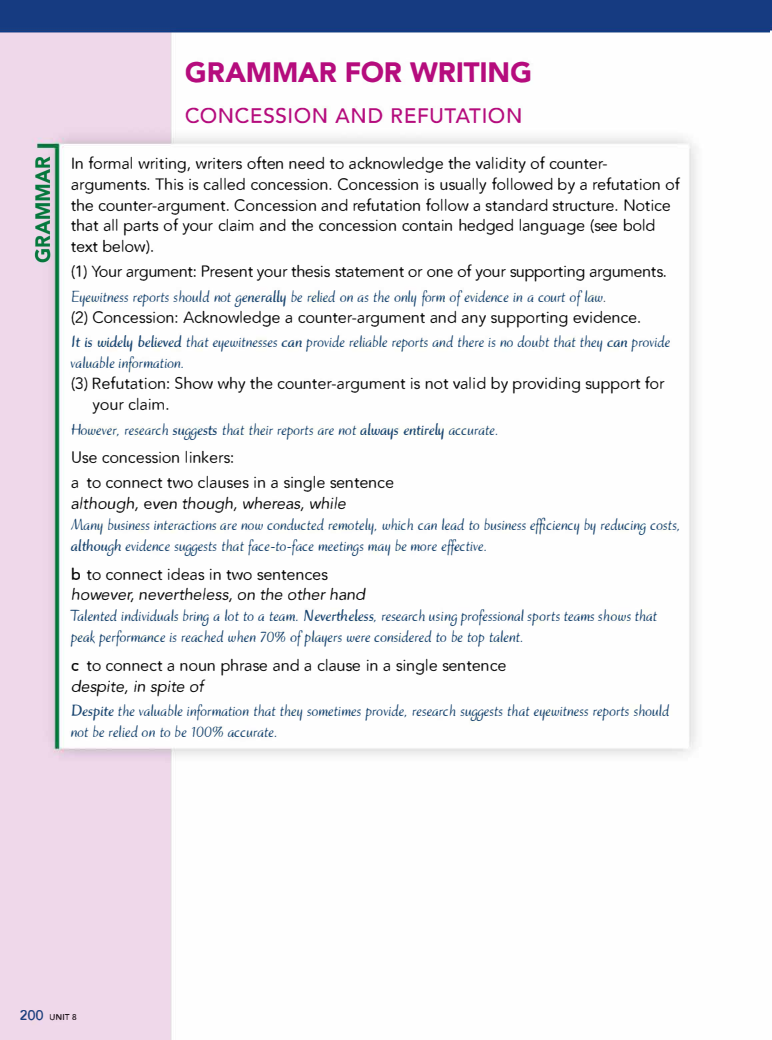 GRAMMAR FOR WRITING
CONCESSION AND REFUTATION
GRAMMAR
In formal writing, writers often need to acknowledge the validity of counter-
arguments. This is called concession. Concession is usually followed by a refutation of
the counter-argument. Concession and refutation follow a standard structure. Notice
that all parts of your claim and the concession contain hedged language (see bold
text below).
(1) Your argument: Present your thesis statement or one of your supporting arguments.
Eyewitness reports should not generally be relied on as the only form of evidence in a court of law.
(2) Concession: Acknowledge a counter-argument and any supporting evidence.
It is widely believed that eyewitnesses can provide reliable reports and there is no doubt that they can provide
valuable information.
(3) Refutation: Show why the counter-argument is not valid by providing support for
your claim.
However, research suggests that their reports are not always entirely accurate.
Use concession linkers:
a to connect two clauses in a single sentence
although, even though, whereas, while
Many business interactions are now conducted remotely, which can lead to business efficiency by reducing costs,
although evidence suggests that face-to-face meetings may be more effective.
b to connect ideas in two sentences
however, nevertheless, on the other hand
Talented individuals bring a lot to a team. Nevertheless, research using professional sports teams shows that
peak performance is reached when 70% of players were considered to be top talent.
c to connect a noun phrase and a clause in a single sentence
despite, in spite of
Despite the valuable information that they sometimes provide, research suggests that eyewitness reports should
not be relied on to be 100% accurate.
200 UNIT 8